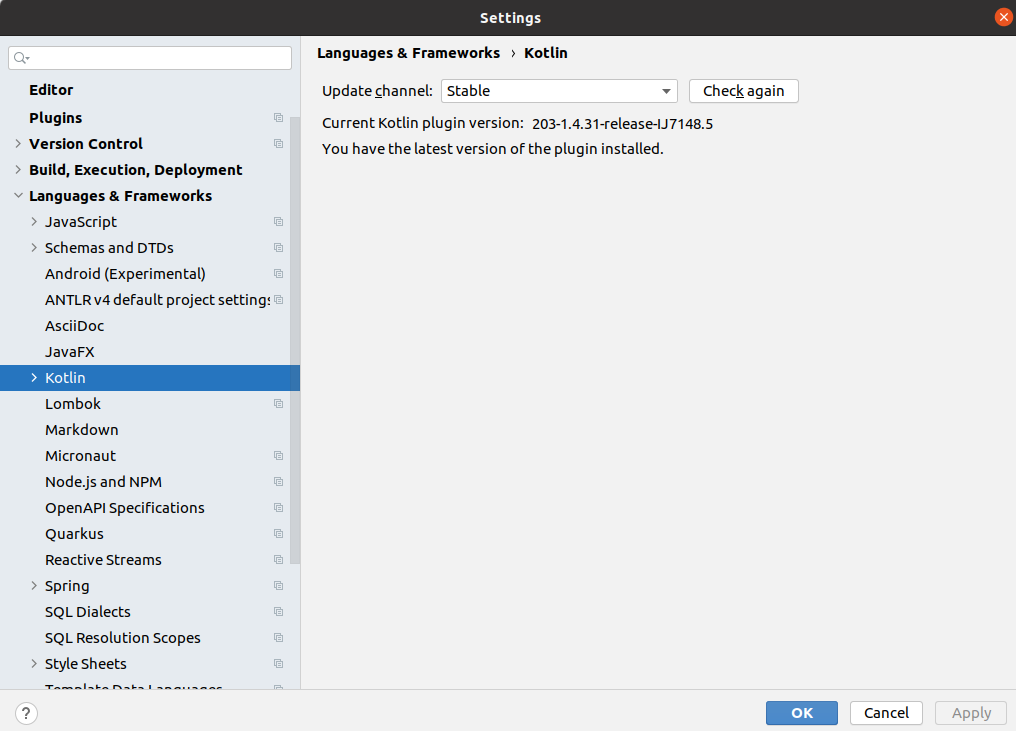 Settings
Languages & Frameworks › Kotlin
Update channel: Stable Check again
Current Kotlin plugin version: 203-1.4.31-release-IJ7148.5
You have the latest version of the plugin installed.
Editor
Plugins
Version Control
Build, Execution, Deployment
Languages & Frameworks
JavaScript
Schemas and DTDs
Android (Experimental)
ANTLR v4 default project settings
AsciiDoc
JavaFX
Kotlin
Lombok
Markdown
Micronaut
Node.js and NPM
OpenAPI Specifications
Quarkus
Reactive Streams
Spring
SQL Dialects
SQL Resolution Scopes
Style Sheets
Template Data Languages
? OK Cancel Apply